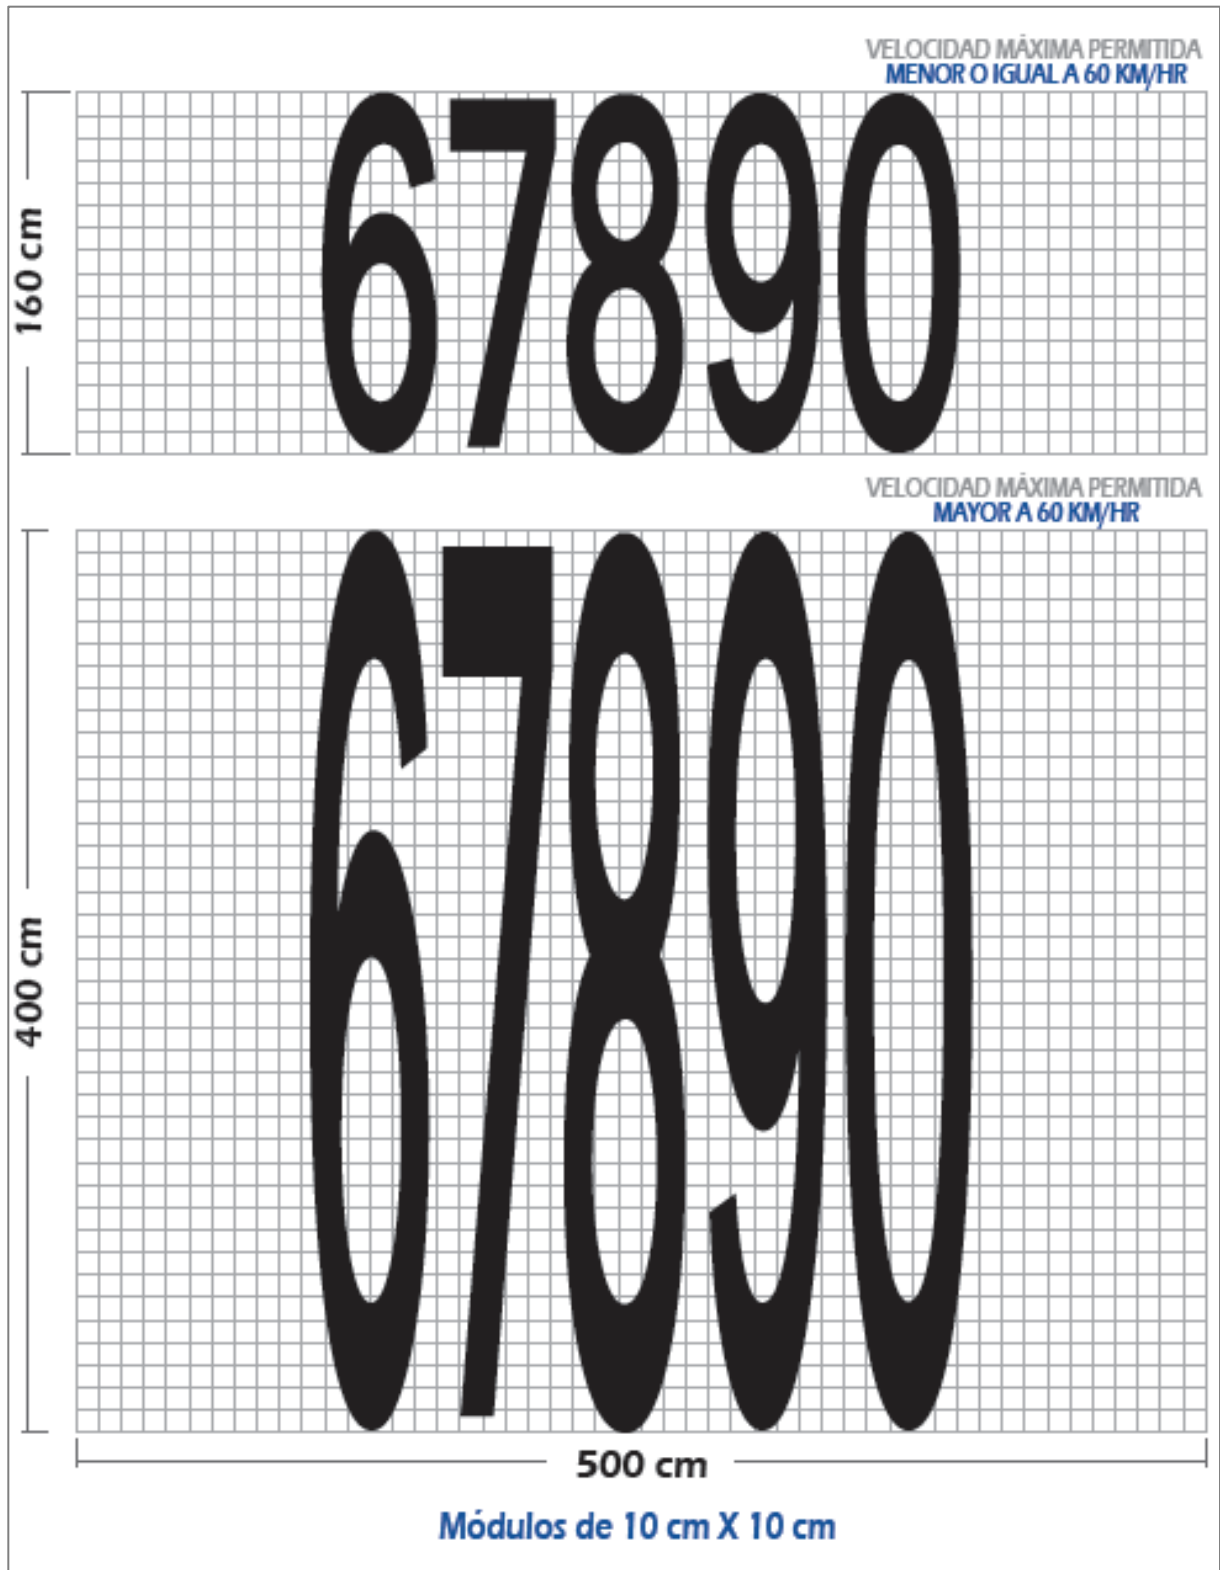 VELOCIDAD MÁXIMA PERMITIDA
MENOR O IGUAL A 60 KM/HR
160 cm
67890
VELOCIDAD MÁXIMA PERMITIDA
MAYOR A 60 KM/HR
400 cm
67890
500 cm
Módulos de 10 cm X 10 cm